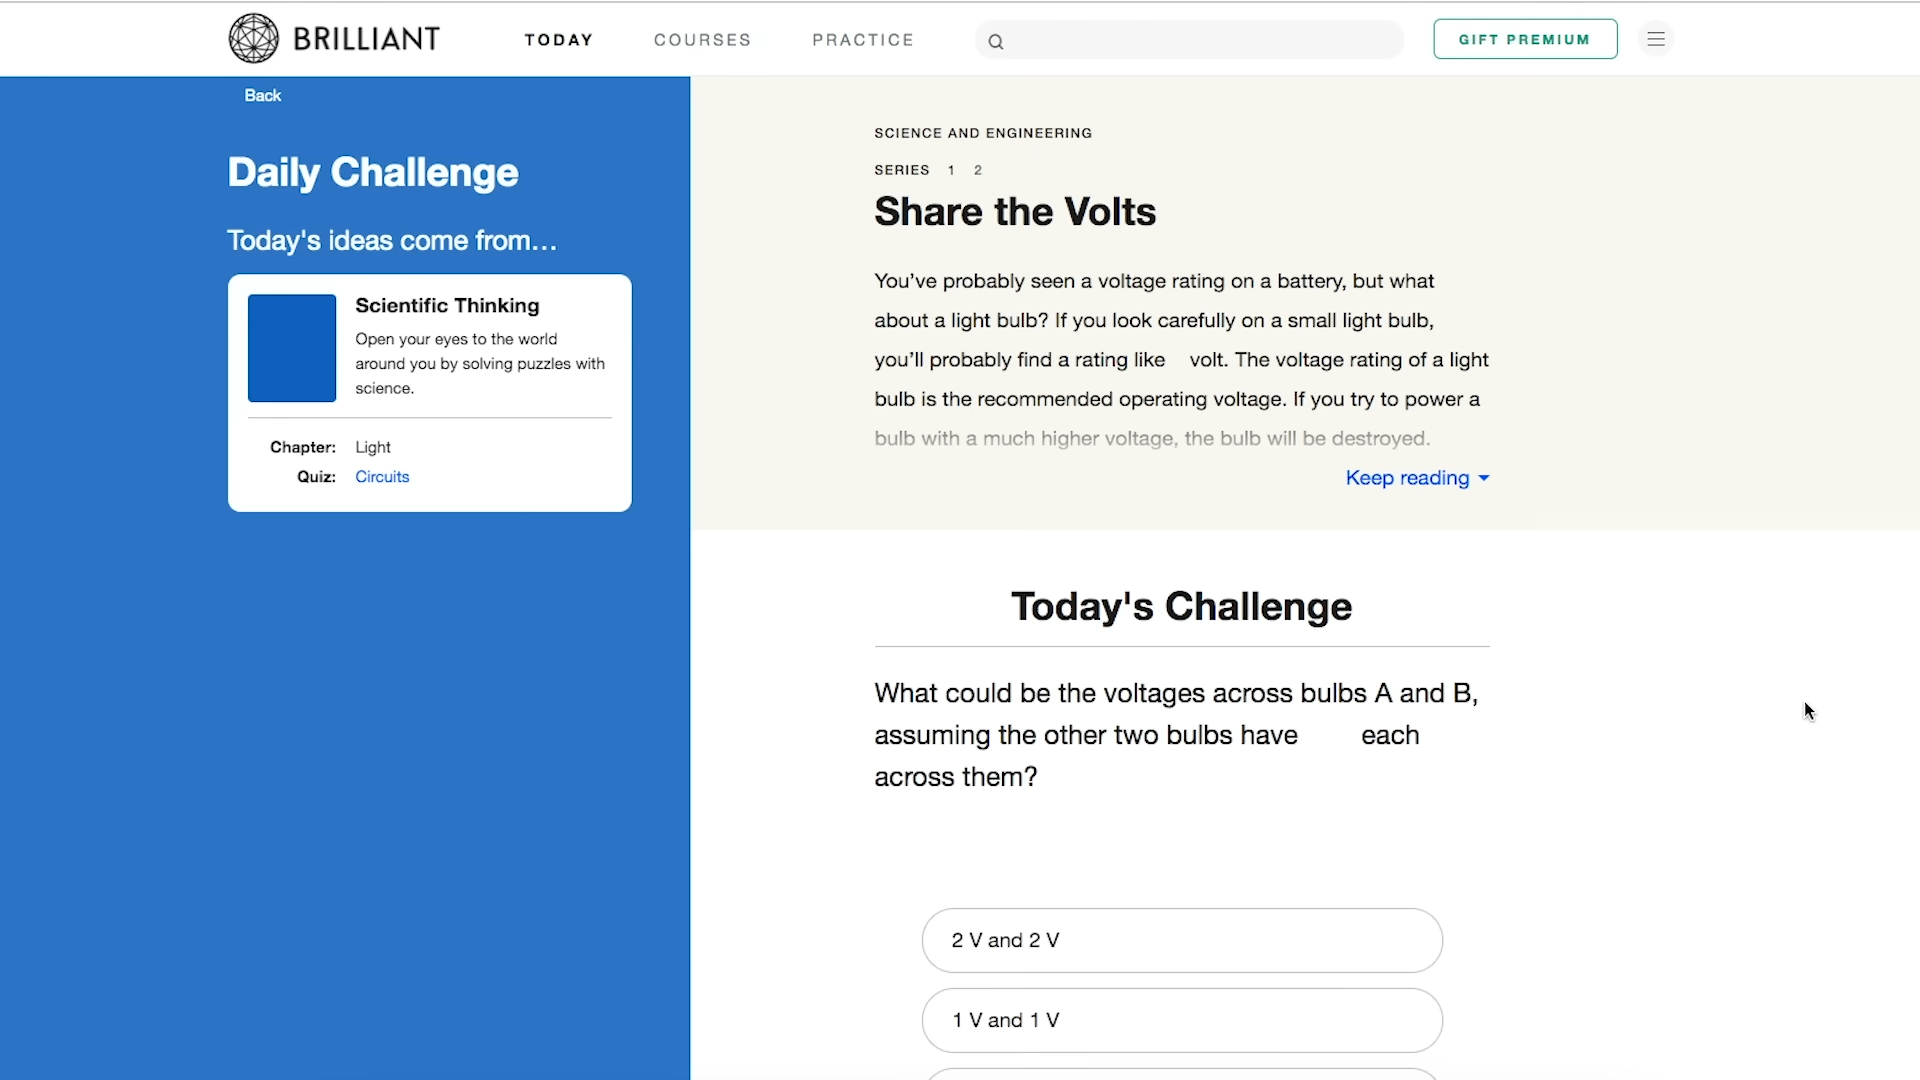 BRILLIANT
TODAY
COURSES
PRACTICE
GIFT PREMIUM
Back
Daily Challenge
Today's ideas come from...
Scientific Thinking
Open your eyes to the world
around you by solving puzzles with
science.
Chapter: Light
Quiz: Circuits
SCIENCE AND ENGINEERING
SERIES 1 2
Share the Volts
You've probably seen a voltage rating on a battery, but what
about a light bulb? If you look carefully on a small light bulb,
you'll probably find a rating like volt. The voltage rating of a light
bulb is the recommended operating voltage. If you try to power a
bulb with a much higher voltage, the bulb will be destroyed.
Keep reading
Today's Challenge
What could be the voltages across bulbs A and B,
assuming the other two bulbs have each
across them?
2 V and 2 V
1 V and 1 V